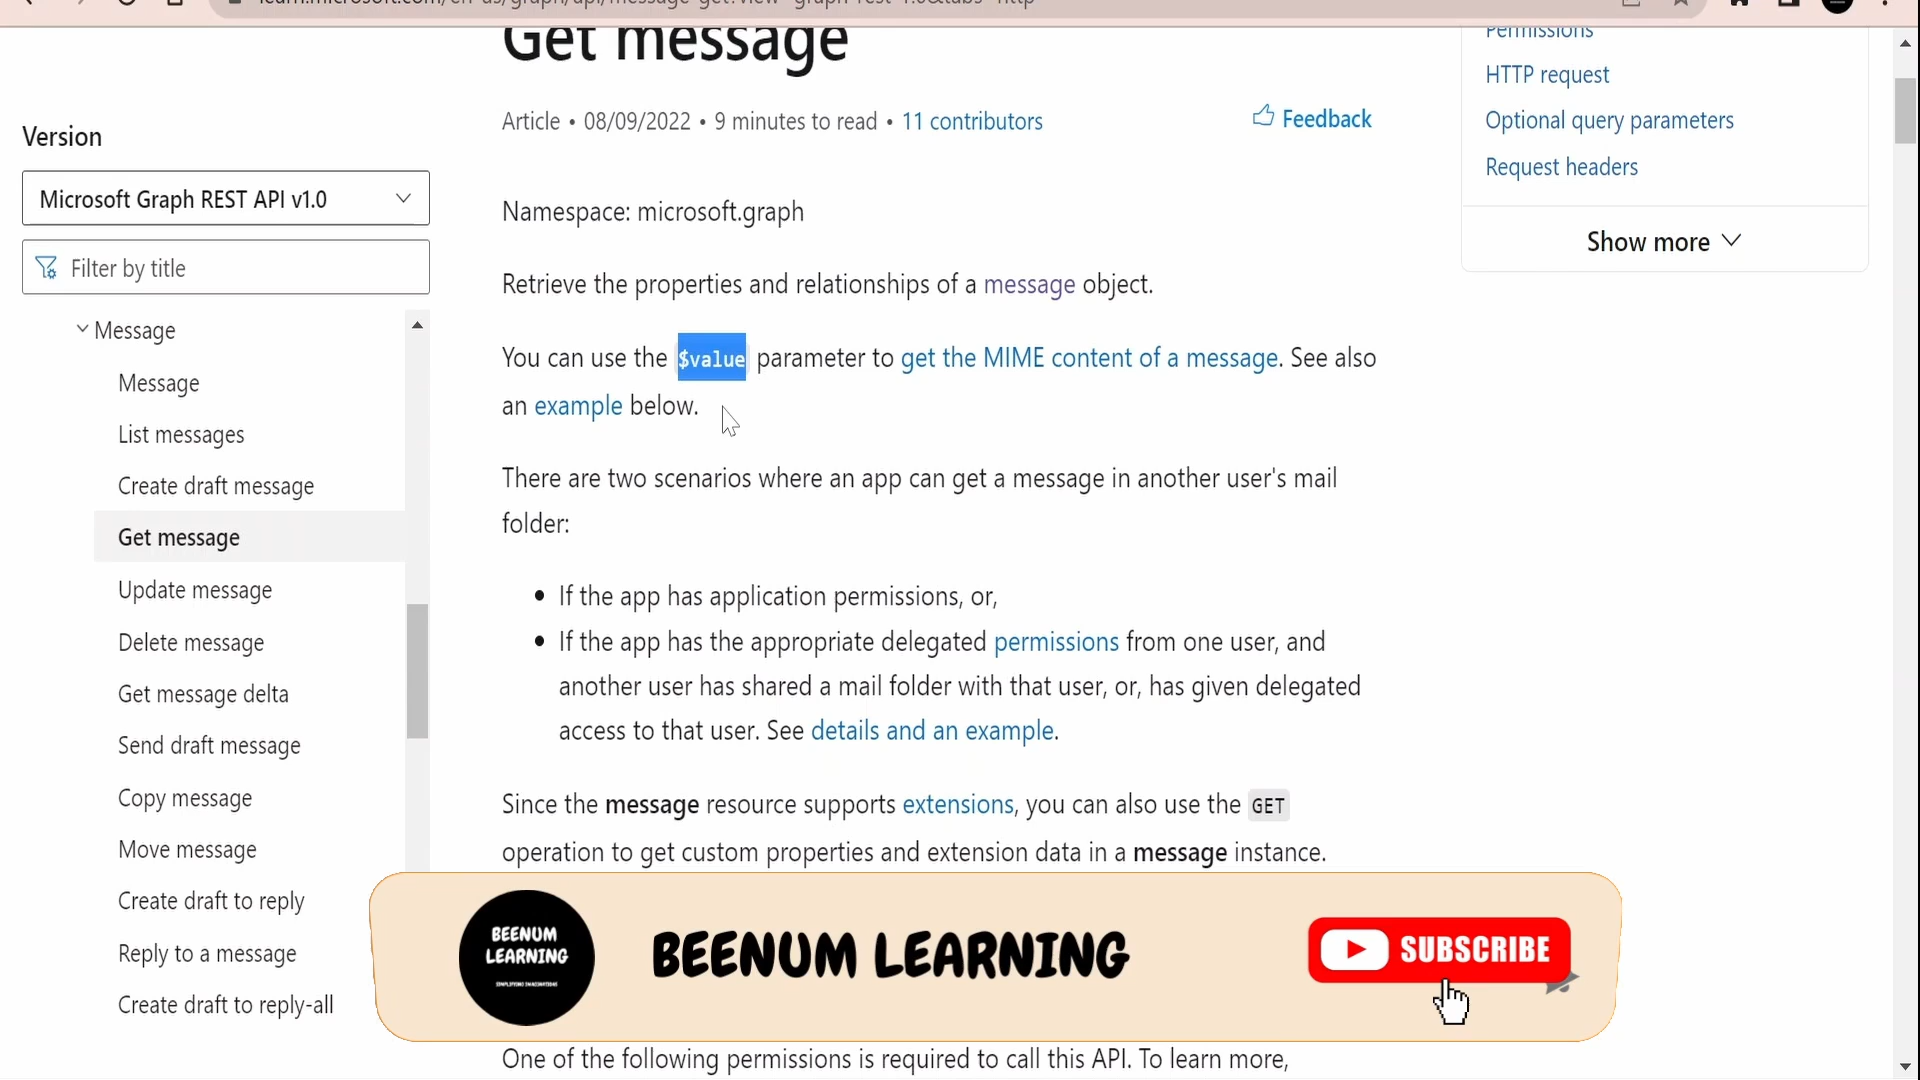 Get message
Article • 08/09/2022 • 9 minutes to read • 11 contributors
Feedback
Version
Microsoft Graph REST API v1.0
Filter by title
Message
Message
List messages
Create draft message
Get message
Update message
Delete message
Get message delta
Send draft message
Copy message
Move message
Create draft to reply
Reply to a message
Create draft to reply-all
Namespace: microsoft.graph
Retrieve the properties and relationships of a message object.
You can use the $value parameter to get the MIME content of a message. See also
an example below.
There are two scenarios where an app can get a message in another user's mail
folder:
• If the app has application permissions, or,
• If the app has the appropriate delegated permissions from one user, and
another user has shared a mail folder with that user, or, has given delegated
access to that user. See details and an example.
Since the message resource supports extensions, you can also use the GET
operation to get custom properties and extension data in a message instance.
One of the following permissions is required to call this API. To learn more,
Permissions
HTTP request
Optional query parameters
Request headers
Show more
BEENUM
LEARNING
BEENUM LEARNING
SUBSCRIBE